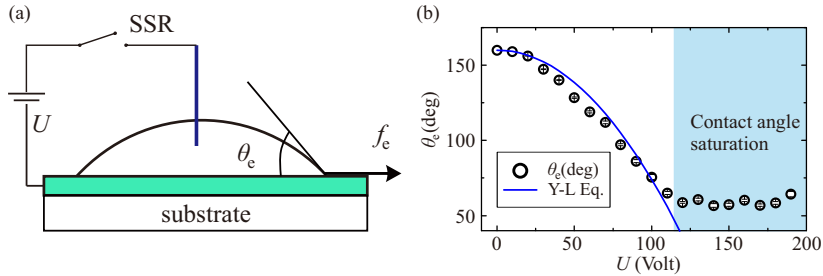 (a)
SSR
U
θe
fe
substrate
(b)
θe(deg)
150
100
50
Contact angle
saturation
θe(deg)
Y-L Eq.
0 50 100 150 200
U (Volt)